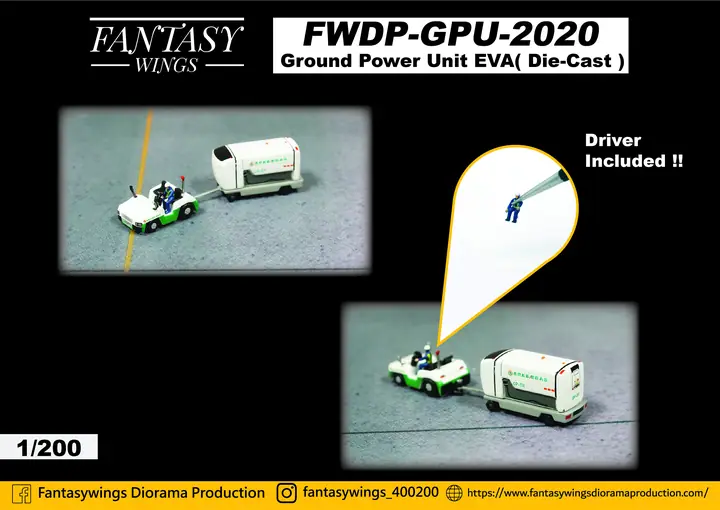 FANTASY
WINGS
FWDP-GPU-2020
Ground Power Unit EVA( Die-Cast )
Driver
Included !!
1/200
Fantasywings Diorama Production
fantasywings_400200
https://www.fantasywingsdioramaproduction.com/